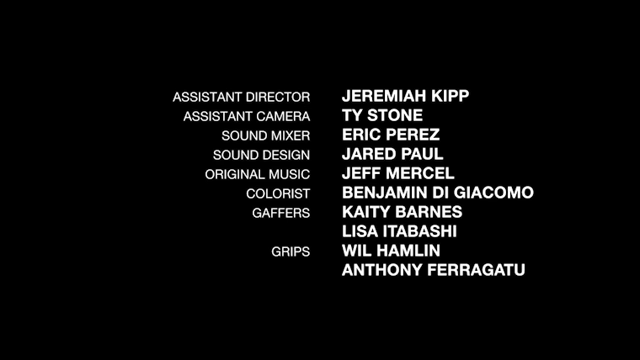 ASSISTANT DIRECTOR JEREMIAH KIPP
ASSISTANT CAMERA TY STONE
SOUND MIXER ERIC PEREZ
SOUND DESIGN JARED PAUL
ORIGINAL MUSIC JEFF MERCEL
COLORIST BENJAMIN DI GIACOMO
GAFFERS KAITY BARNES
LISA ITABASHI
GRIPS WIL HAMLIN
ANTHONY FERRAGATU